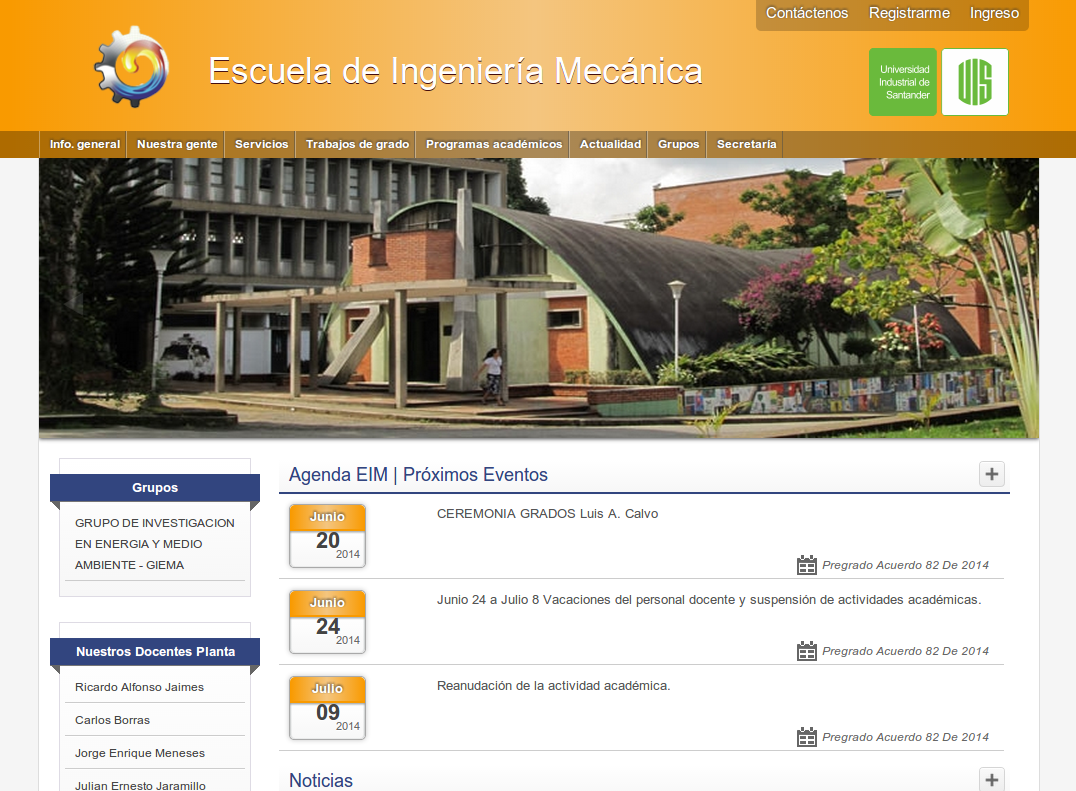 Contáctenos Registrarme Ingreso
Escuela de Ingeniería Mecánica
Universidad
Industrial de
Santander
UIS
Info. general Nuestra gente Servicios Trabajos de grado Programas académicos Actualidad Grupos Secretaria
Grupos
GRUPO DE INVESTIGACION
EN ENERGIA Y MEDIO
AMBIENTE - GIEMA
Nuestros Docentes Planta
Ricardo Alfonso Jaimes
Carlos Borras
Jorge Enrique Meneses
Julian Ernesto Jaramillo
Agenda EIM | Próximos Eventos
Junio
20
2014
CEREMONIA GRADOS Luis A. Calvo
Pregrado Acuerdo 82 De 2014
Junio
24
2014
Junio 24 a Julio 8 Vacaciones del personal docente y suspensión de actividades académicas.
Pregrado Acuerdo 82 De 2014
Julio
09
2014
Reanudación de la actividad académica.
Pregrado Acuerdo 82 De 2014
Noticias